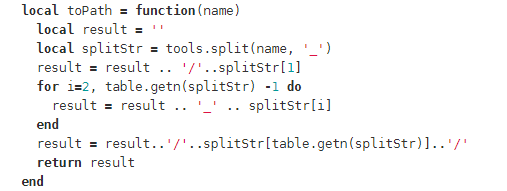 local toPath = function(name)
  local result = ''
  local splitStr = tools.split(name, '_')
  result = result .. '/'..splitStr[1]
  for i=2, table.getn(splitStr) -1 do
    result = result .. '_' .. splitStr[i]
  end
  result = result..'/'..splitStr[table.getn(splitStr)]..'/'
  return result
end